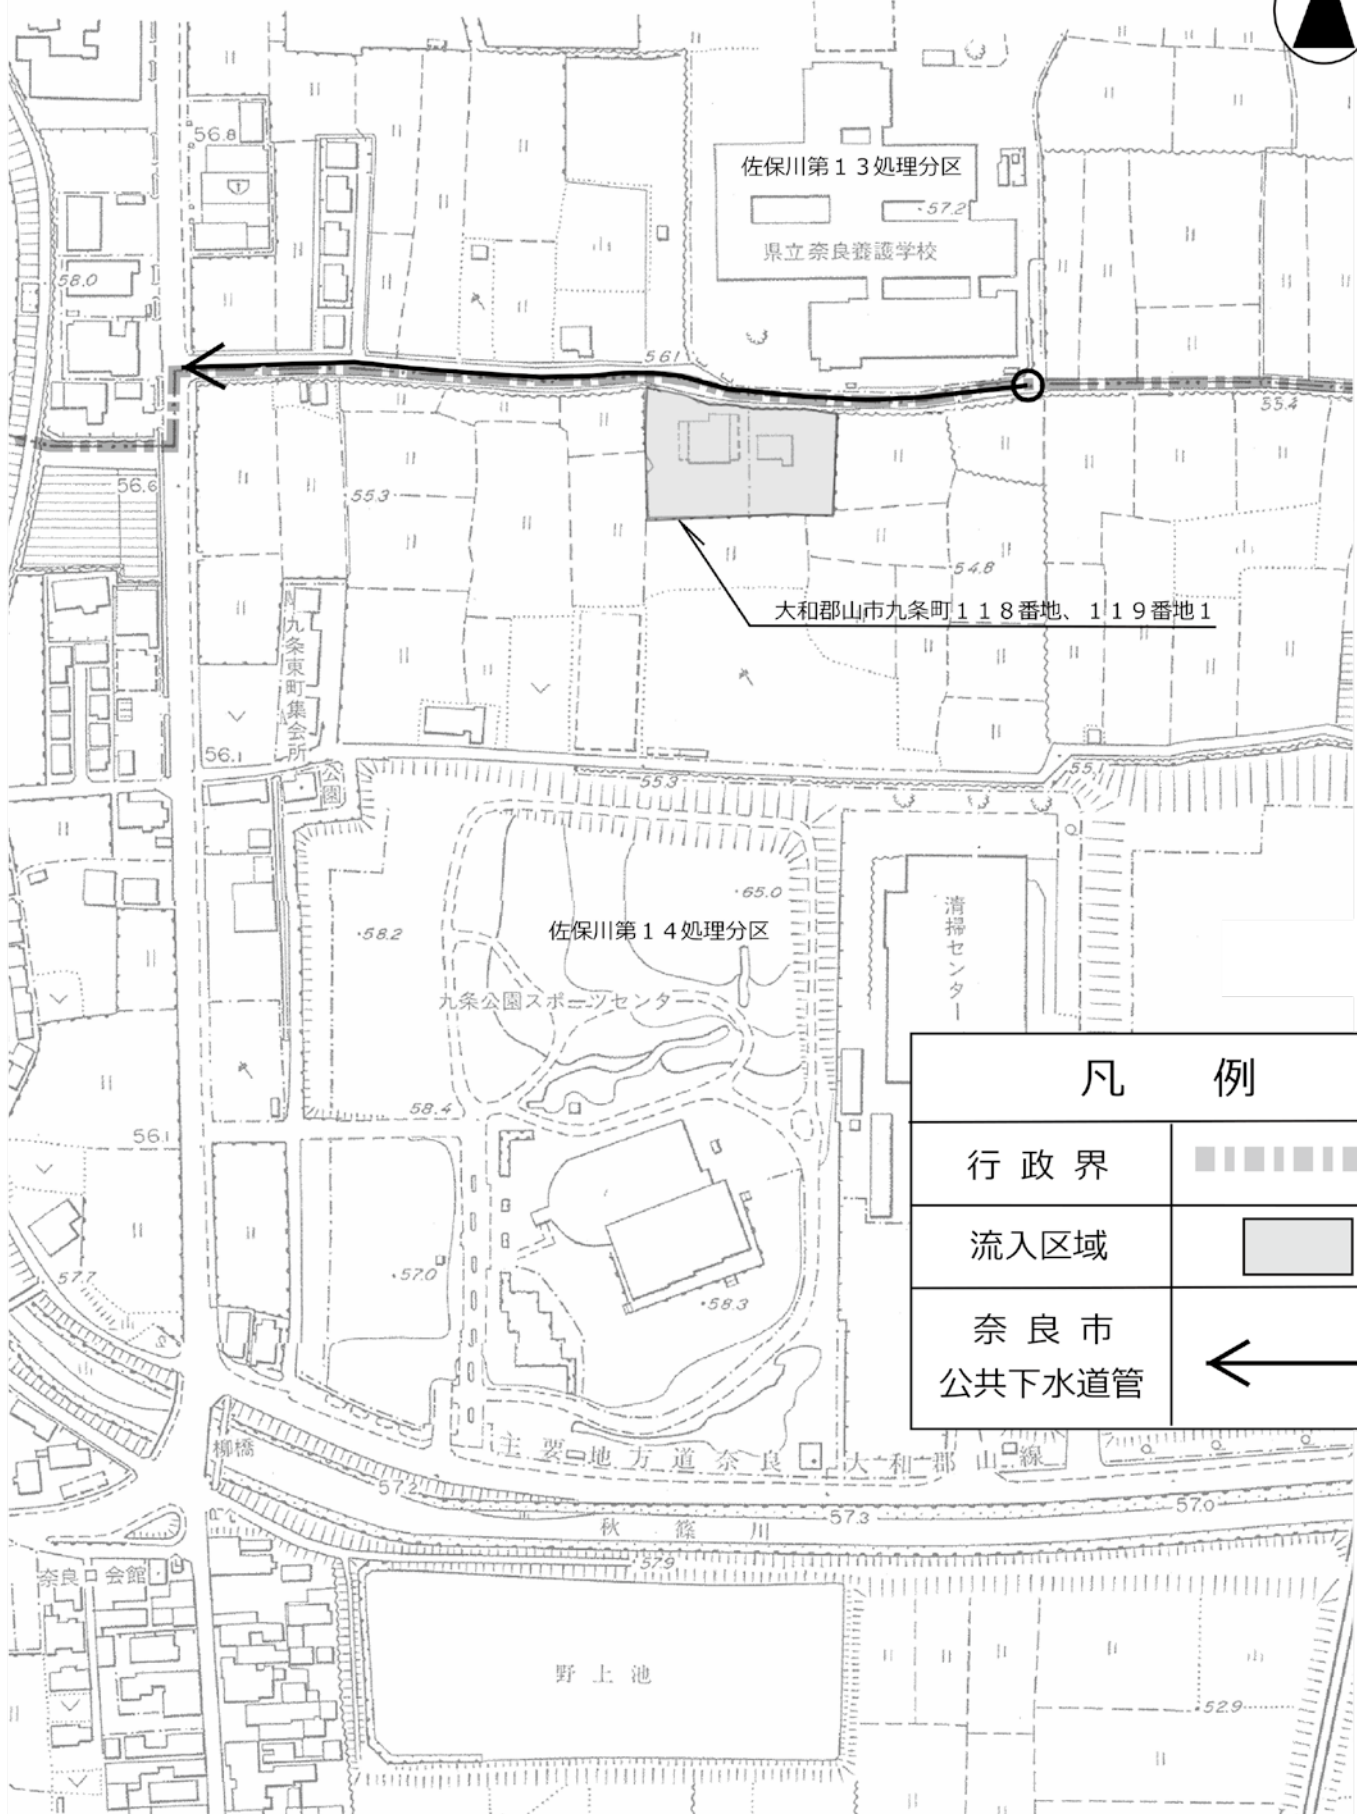 56.8
佐保川第１３処理分区
57.2
県立奈良養護学校
58.0
56.1
55.4
56.6
55.3
54.8
大和郡山市九条町１１８番地、１１９番地１
九条東町集会所
56.1
公園
55.3
55.1
65.0
58.2
佐保川第１４処理分区
清掃センター
九条公園スポーツセンター
58.4
56.1
凡例
行政界
流入区域
奈良市
公共下水道管
57.7
57.0
58.3
柳橋
主要地方道奈良大和郡山線
57.2
57.3
57.0
秋篠川
57.9
奈良口会館
野上池
52.9